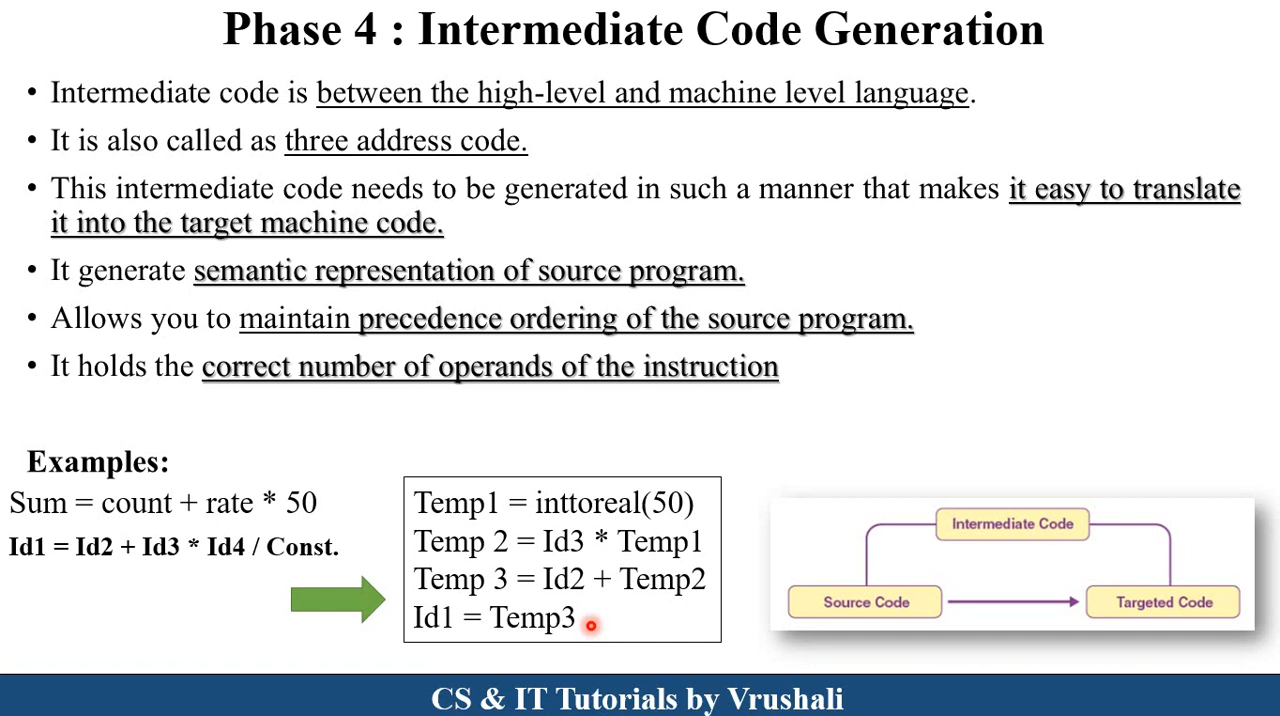 Phase 4 : Intermediate Code Generation
• Intermediate code is between the high-level and machine level language.
• It is also called as three address code.
• This intermediate code needs to be generated in such a manner that makes it easy to translate
it into the target machine code.
• It generate semantic representation of source program.
• Allows you to maintain precedence ordering of the source program.
• It holds the correct number of operands of the instruction
Examples:
Sum = count + rate * 50
Id1 = Id2 + Id3 * Id4 / Const.
Temp1 = inttoreal(50)
Temp 2 = Id3 * Temp1
Temp 3 = Id2 + Temp2
Id1 = Temp3
Intermediate Code
Source Code
Targeted Code
CS & IT Tutorials by Vrushali